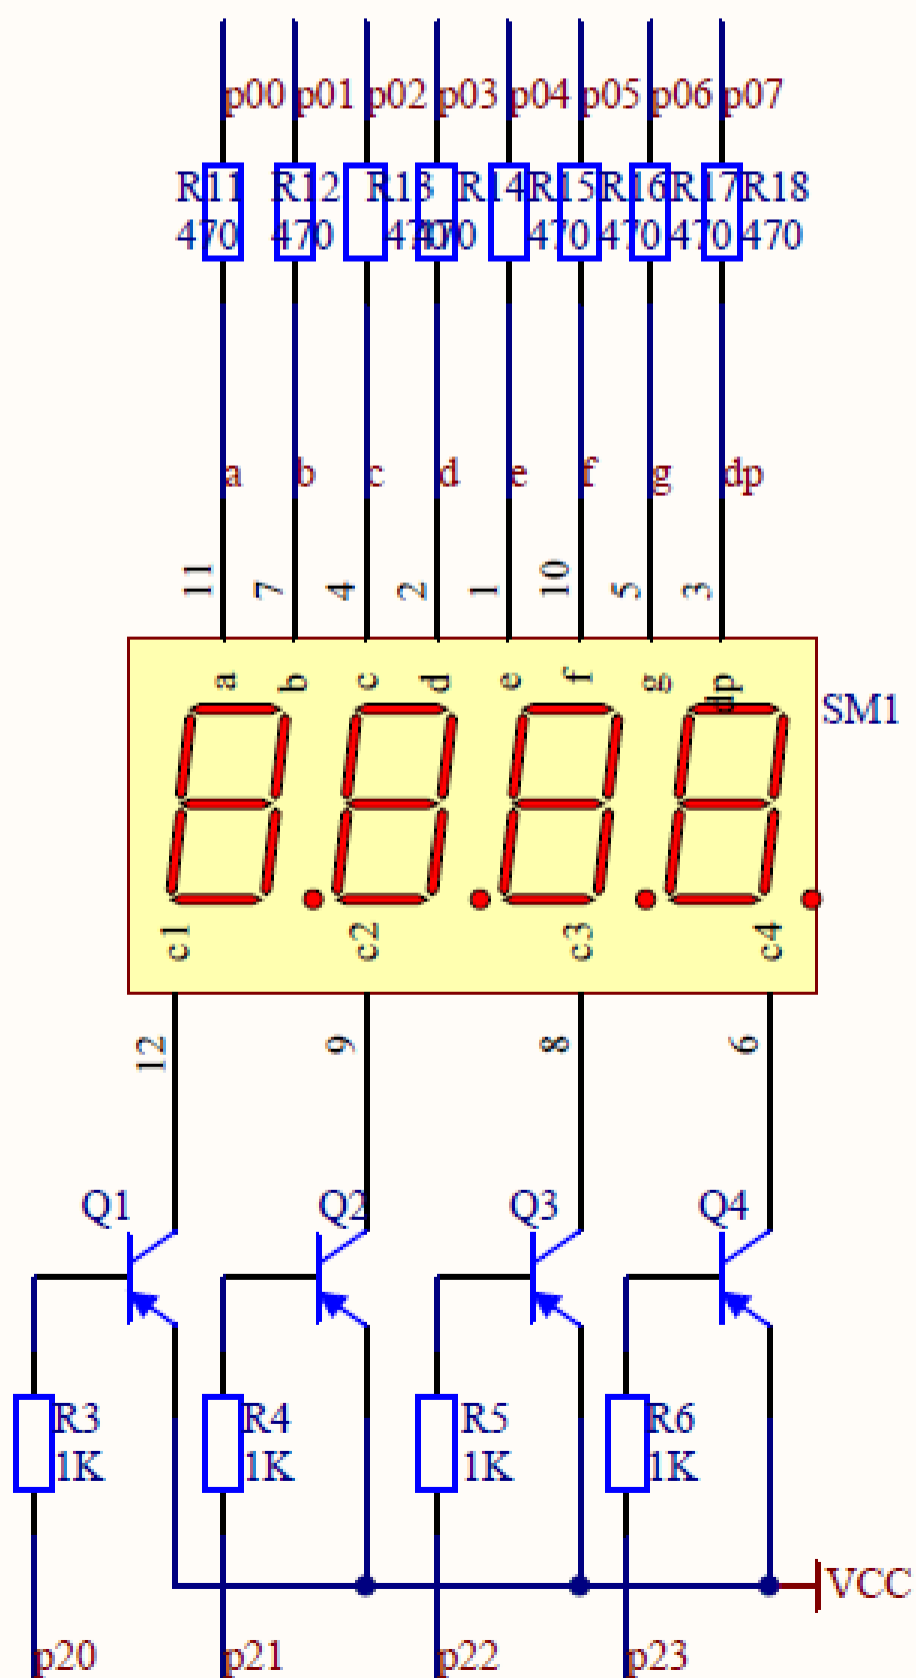 p00 p01 p02 p03 p04 p05 p06 p07
R11 R12 R13 R14 R15 R16 R17 R18
470 470 470 470 470 470 470 470
a b c d e f g dp
11 7 4 2 1 10 5 3
a b c d e f g dp
SM1
c1 c2 c3 c4
12 9 8 6
Q1 Q2 Q3 Q4
R3 R4 R5 R6
1K 1K 1K 1K
VCC
p20 p21 p22 p23